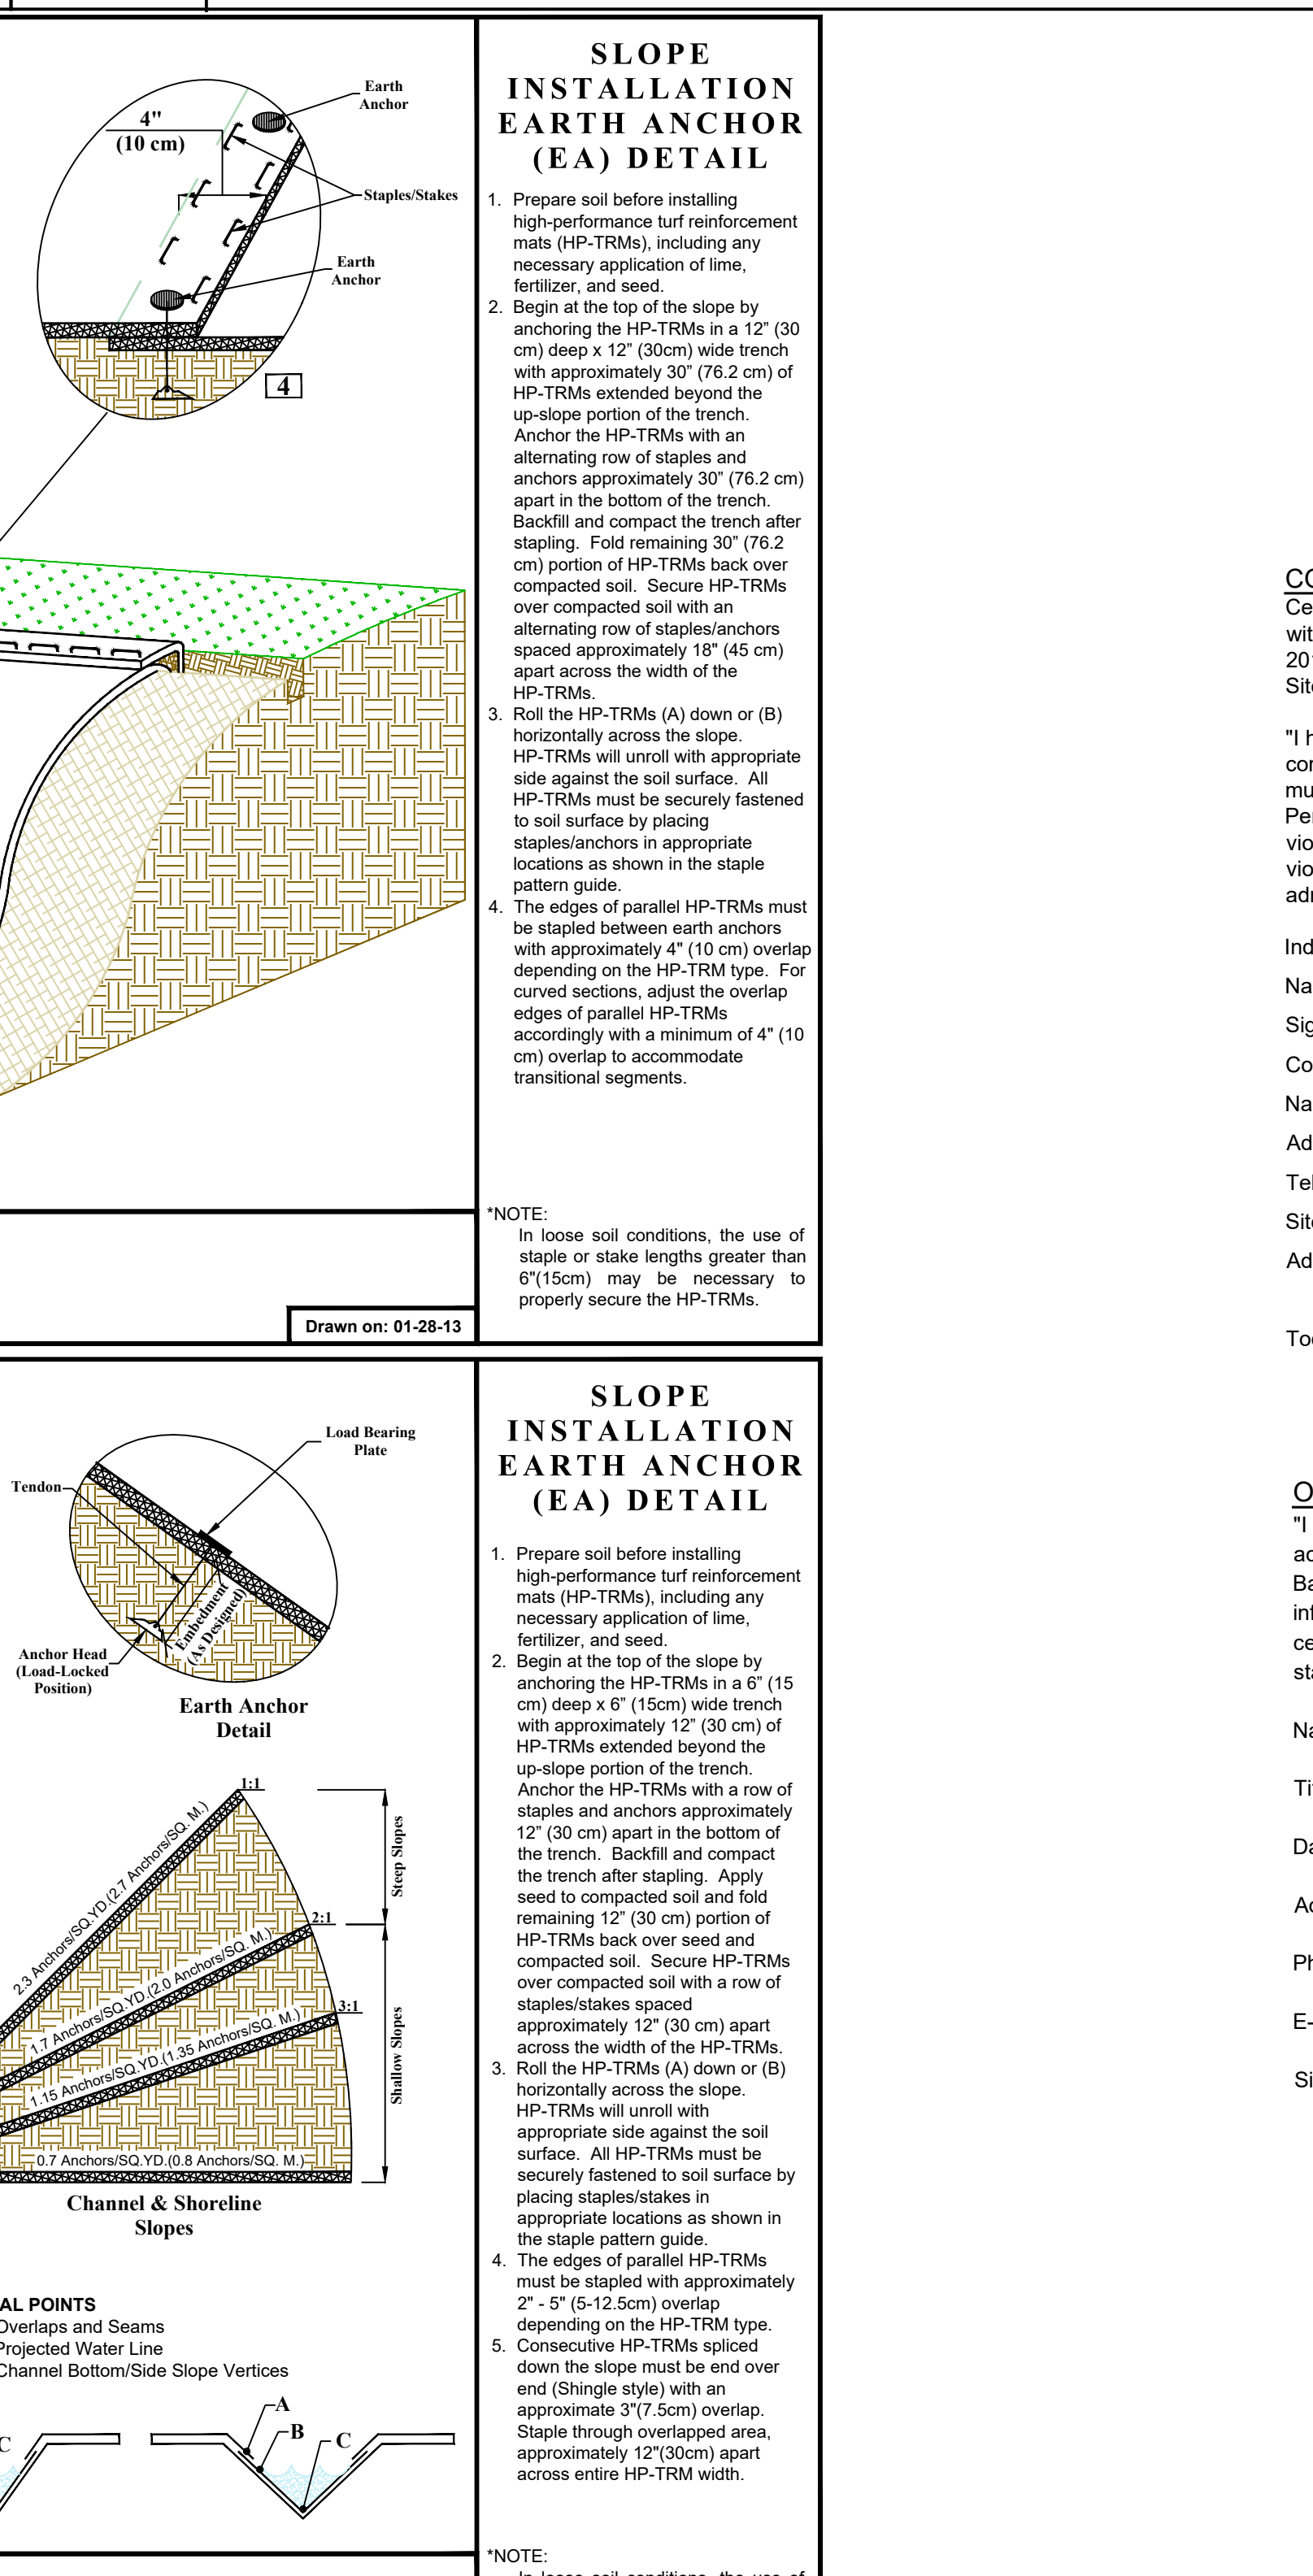 4"
(10 cm)
Earth
Anchor
Staples/Stakes
Earth
Anchor
4
SLOPE
INSTALLATION
EARTH ANCHOR
(EA) DETAIL
1. Prepare soil before installing
high-performance turf reinforcement
mats (HP-TRMs), including any
necessary application of lime,
fertilizer, and seed.
2. Begin at the top of the slope by
anchoring the HP-TRMs in a 12” (30
cm) deep x 12” (30cm) wide trench
with approximately 30” (76.2 cm) of
HP-TRMs extended beyond the
up-slope portion of the trench.
Anchor the HP-TRMs with an
alternating row of staples and
anchors approximately 30” (76.2 cm)
apart in the bottom of the trench.
Backfill and compact the trench after
stapling. Fold remaining 30” (76.2
cm) portion of HP-TRMs back over
compacted soil. Secure HP-TRMs
over compacted soil with an
alternating row of staples/anchors
spaced approximately 18" (45 cm)
apart across the width of the
HP-TRMs.
3. Roll the HP-TRMs (A) down or (B)
horizontally across the slope.
HP-TRMs will unroll with appropriate
side against the soil surface. All
HP-TRMs must be securely fastened
to soil surface by placing
staples/anchors in appropriate
locations as shown in the staple
pattern guide.
4. The edges of parallel HP-TRMs must
be stapled between earth anchors
with approximately 4" (10 cm) overlap
depending on the HP-TRM type. For
curved sections, adjust the overlap
edges of parallel HP-TRMs
accordingly with a minimum of 4" (10
cm) overlap to accommodate
transitional segments.
*NOTE:
In loose soil conditions, the use of
staple or stake lengths greater than
6"(15cm) may be necessary to
properly secure the HP-TRMs.
Drawn on: 01-28-13
Load Bearing
Plate
Tendon
Embedment
(As Designed)
Anchor Head
(Load-Locked
Position)
Earth Anchor
Detail
1:1
2.3 Anchors/SQ.YD.(2.7 Anchors/SQ. M.)
Steep Slopes
2:1
1.7 Anchors/SQ.YD.(2.0 Anchors/SQ. M.)
3:1
1.15 Anchors/SQ.YD.(1.35 Anchors/SQ. M.)
Shallow Slopes
0.7 Anchors/SQ.YD.(0.8 Anchors/SQ. M.)
Channel & Shoreline
Slopes
AL POINTS
Overlaps and Seams
Projected Water Line
Channel Bottom/Side Slope Vertices
C
A
B
C
SLOPE
INSTALLATION
EARTH ANCHOR
(EA) DETAIL
1. Prepare soil before installing
high-performance turf reinforcement
mats (HP-TRMs), including any
necessary application of lime,
fertilizer, and seed.
2. Begin at the top of the slope by
anchoring the HP-TRMs in a 6” (15
cm) deep x 6” (15cm) wide trench
with approximately 12” (30 cm) of
HP-TRMs extended beyond the
up-slope portion of the trench.
Anchor the HP-TRMs with a row of
staples and anchors approximately
12” (30 cm) apart in the bottom of
the trench. Backfill and compact
the trench after stapling. Apply
seed to compacted soil and fold
remaining 12” (30 cm) portion of
HP-TRMs back over seed and
compacted soil. Secure HP-TRMs
over compacted soil with a row of
staples/stakes spaced
approximately 12" (30 cm) apart
across the width of the HP-TRMs.
3. Roll the HP-TRMs (A) down or (B)
horizontally across the slope.
HP-TRMs will unroll with
appropriate side against the soil
surface. All HP-TRMs must be
securely fastened to soil surface by
placing staples/stakes in
appropriate locations as shown in
the staple pattern guide.
4. The edges of parallel HP-TRMs
must be stapled with approximately
2" - 5" (5-12.5cm) overlap
depending on the HP-TRM type.
5. Consecutive HP-TRMs spliced
down the slope must be end over
end (Shingle style) with an
approximate 3"(7.5cm) overlap.
Staple through overlapped area,
approximately 12"(30cm) apart
across entire HP-TRM width.
*NOTE: